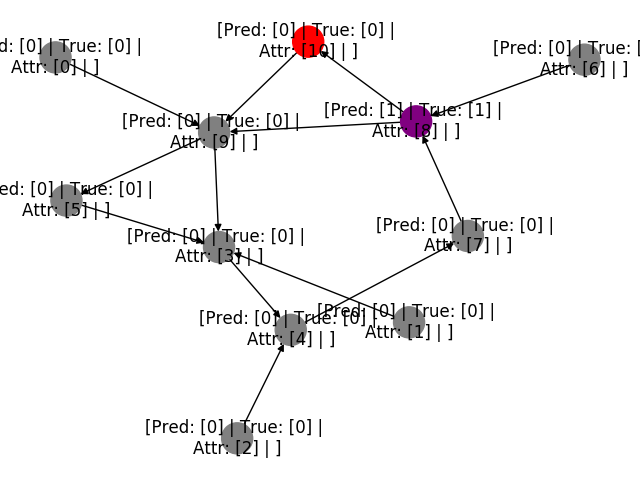 [Pred: [0] | True: [0] |
Attr: [10] | ]
d: [0] | True: [0] |
Attr: [0] | ]
[Pred: [0] | True: [
Attr: [6] | ]
[Pred: [1] | True: [1] |
Attr: [8] | ]
[Pred: [0] | True: [0] |
Attr: [9] | ]
ed: [0] | True: [0] |
Attr: [5] | ]
[Pred: [0] | True: [0] |
Attr: [7] | ]
[Pred: [0] | True: [0] |
Attr: [3] | ]
[Pred: [0] | True: [0] |
Attr: [4] | ]
[Pred: [0] | True: [0] |
Attr: [1] | ]
[Pred: [0] | True: [0] |
Attr: [2] | ]